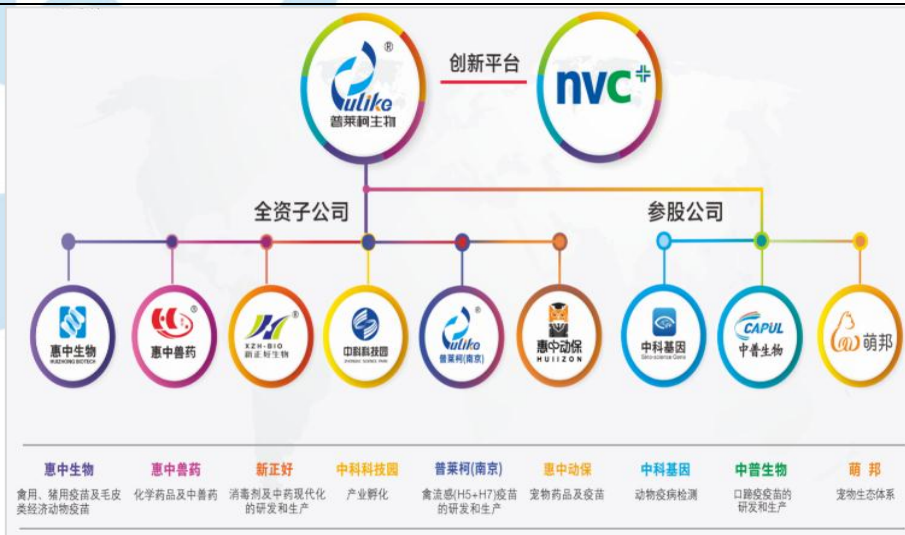 ®
ulike
普莱柯生物
创新平台
nvc+
全资子公司
参股公司
惠中生物
HUIZHONG BIOTECH
惠中兽药
®
XZH-BIO
®
新正好生物
中科科技园
ulike
®
普莱柯(南京)
惠中动保
HUIIZON
中科基因
CAPUL
中普生物
萌邦
惠中生物
惠中兽药
新正好
中科科技园
普莱柯(南京)
惠中动保
中科基因
中普生物
萌 邦
禽用、猪用疫苗及毛皮
类经济动物疫苗
化学药品及中兽药
消毒剂及中药现代化
的研发和生产
产业孵化
禽流感(H5+H7)疫苗
的研发和生产
宠物药品及疫苗
动物疫病检测
口蹄疫疫苗的
研发和生产
宠物生态体系